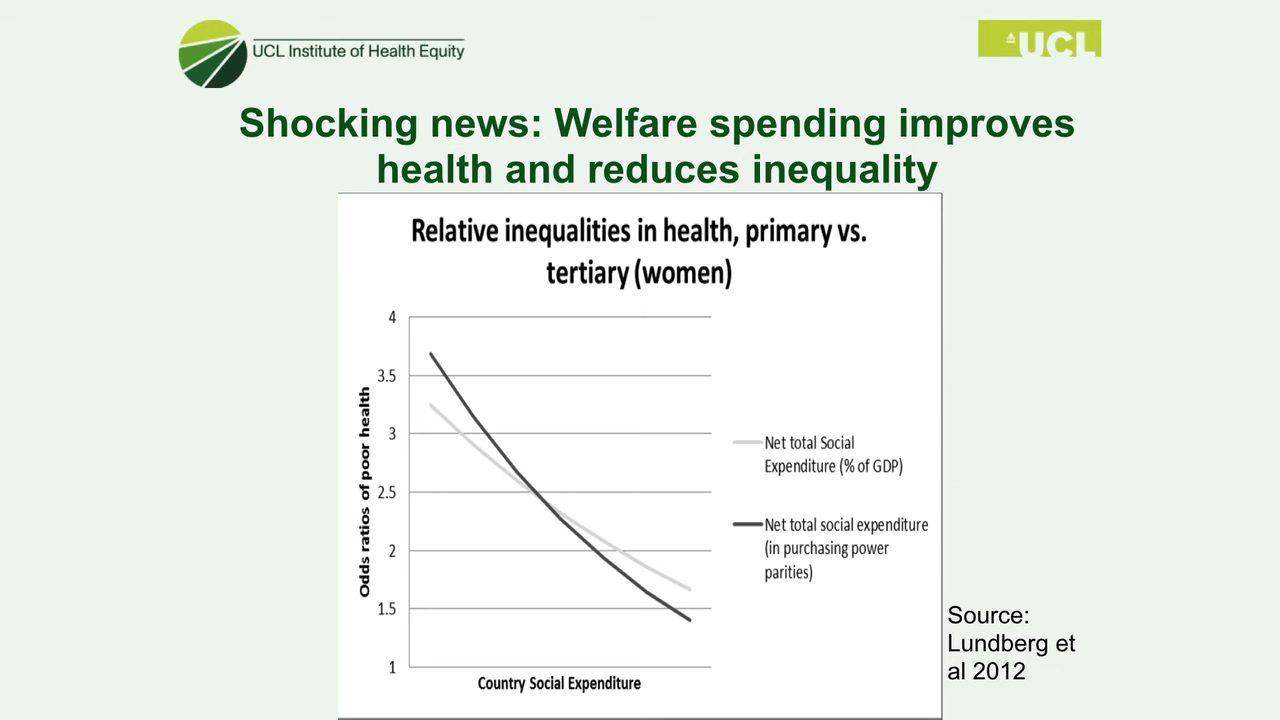 UCL Institute of Health Equity
UCL
Shocking news: Welfare spending improves
health and reduces inequality
Relative inequalities in health, primary vs.
tertiary (women)
4
3.5
3
2.5
2
1.5
1
Odds ratios of poor health
Country Social Expenditure
Net total Social
Expenditure (% of GDP)
Net total social expenditure
(in purchasing power
parities)
Source:
Lundberg et
al 2012